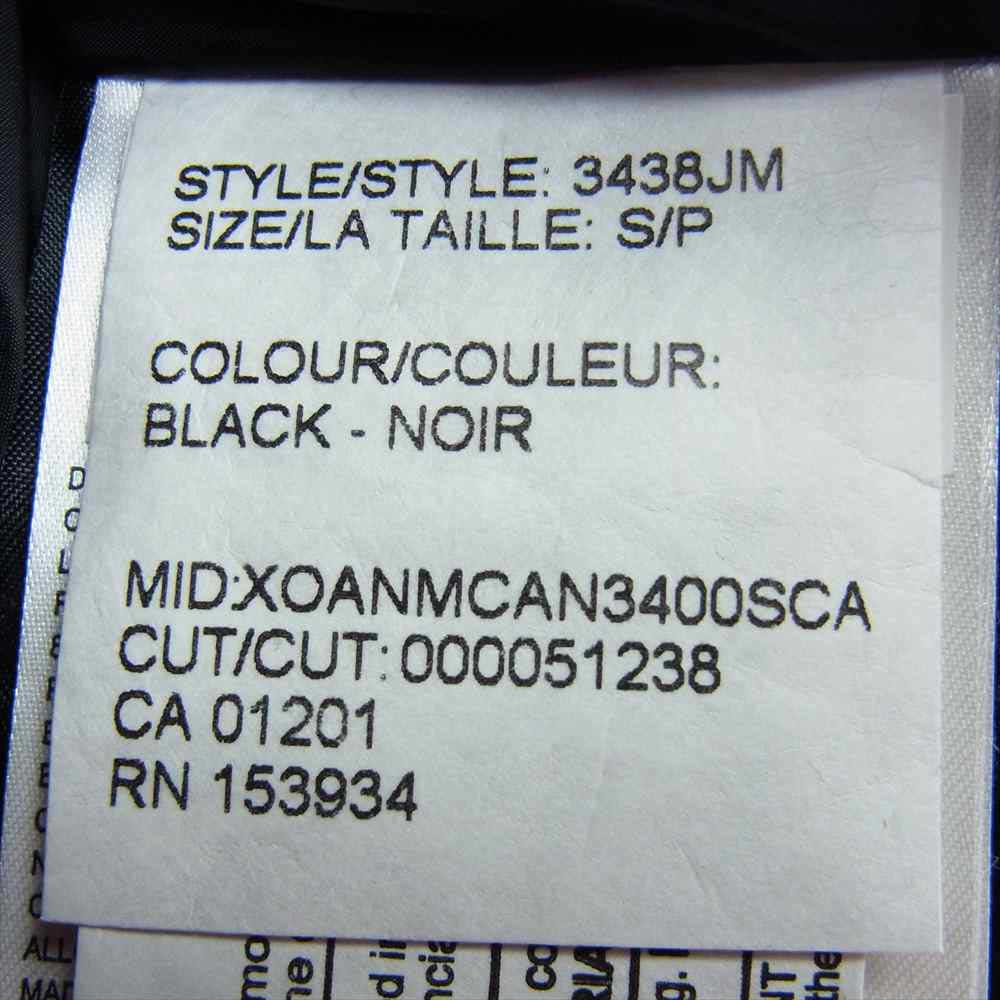 STYLE/STYLE: 3438JM
SIZE/LA TAILLE: S/P
COLOUR/COULEUR:
BLACK - NOIR
MID:XOANMCAN3400SCA
CUT/CUT:000051238
CA 01201
RN 153934
ALL